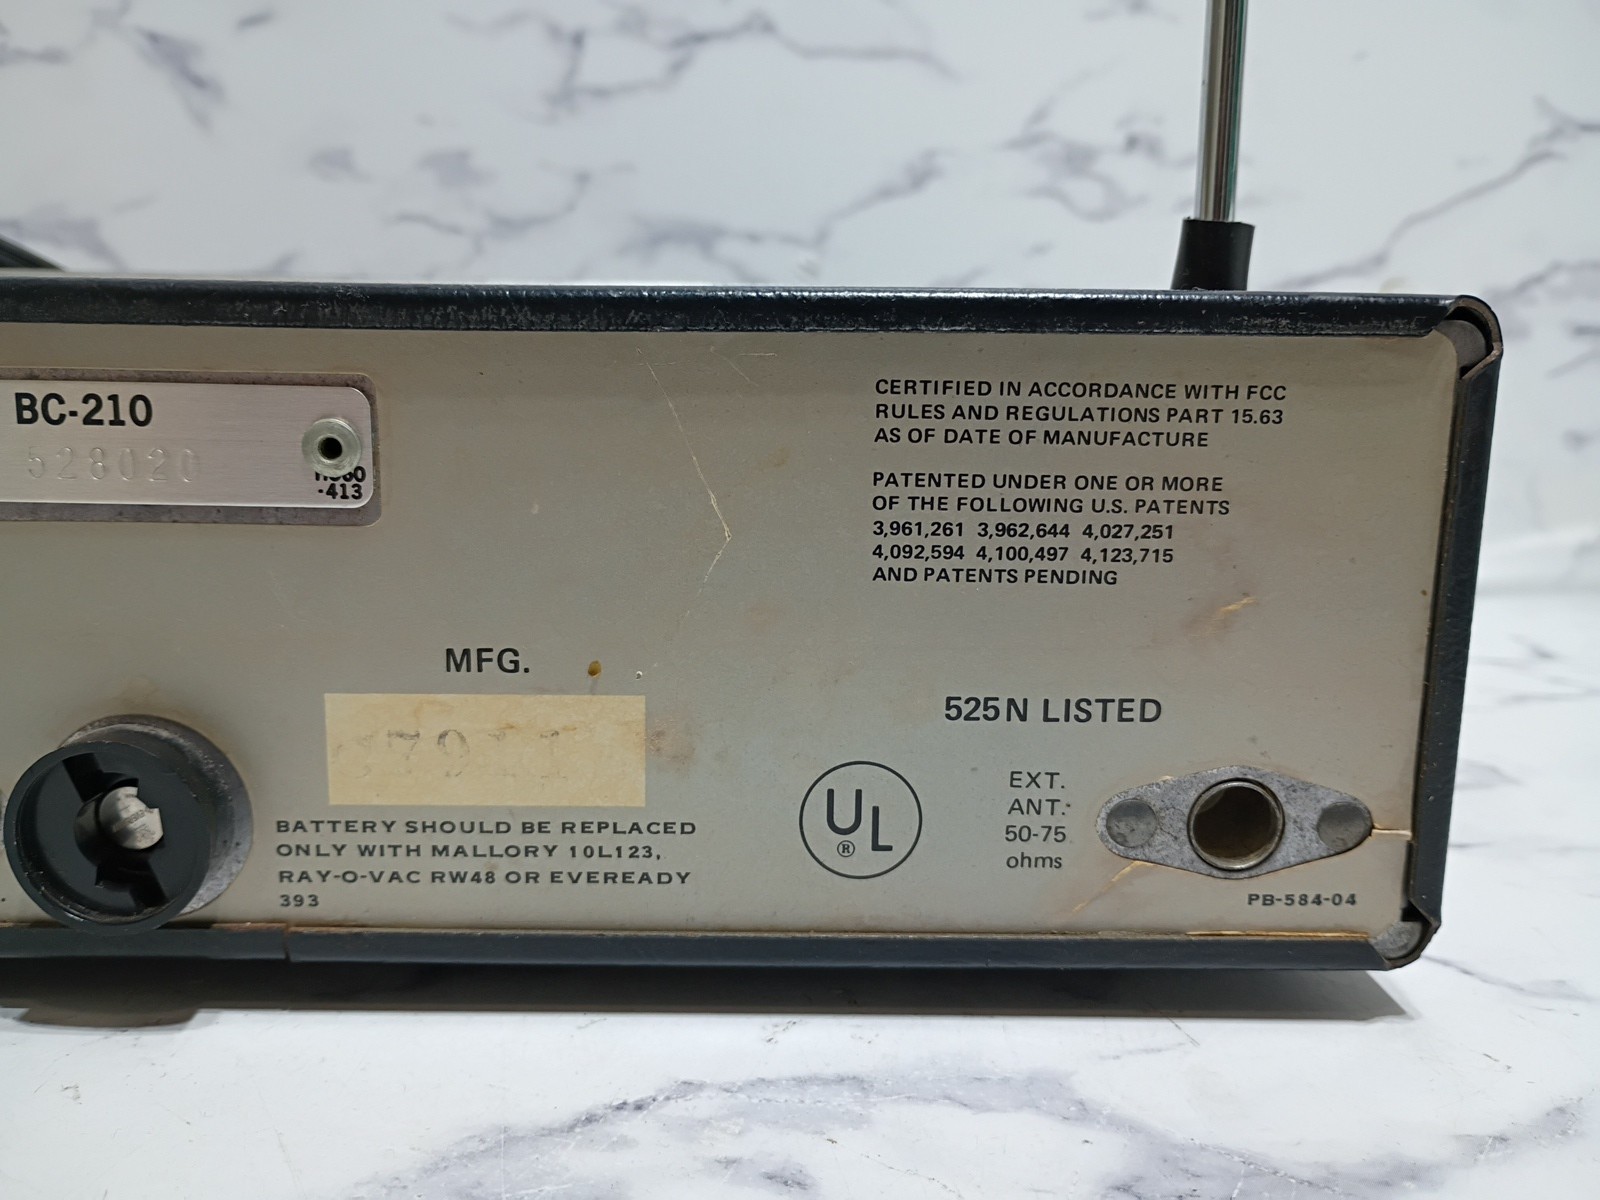 BC-210
528020
-413
CERTIFIED IN ACCORDANCE WITH FCC
RULES AND REGULATIONS PART 15.63
AS OF DATE OF MANUFACTURE
PATENTED UNDER ONE OR MORE
OF THE FOLLOWING U.S. PATENTS
3,961,261 3,962,644 4,027,251
4,092,594 4,100,497 4,123,715
AND PATENTS PENDING
MFG.
BATTERY SHOULD BE REPLACED
ONLY WITH MALLORY 10L123,
RAY-O-VAC RW48 OR EVEREADY
393
525N LISTED
UL
®
EXT.
ANT.
50-75
ohms
PB-584-04